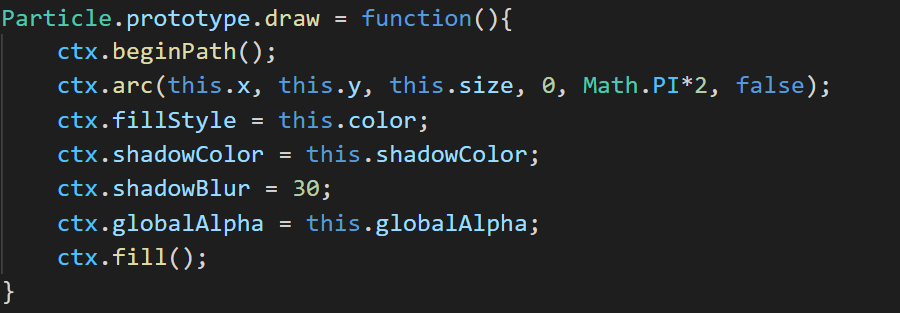 Particle.prototype.draw = function(){
    ctx.beginPath();
    ctx.arc(this.x, this.y, this.size, 0, Math.PI*2, false);
    ctx.fillStyle = this.color;
    ctx.shadowColor = this.shadowColor;
    ctx.shadowBlur = 30;
    ctx.globalAlpha = this.globalAlpha;
    ctx.fill();
}